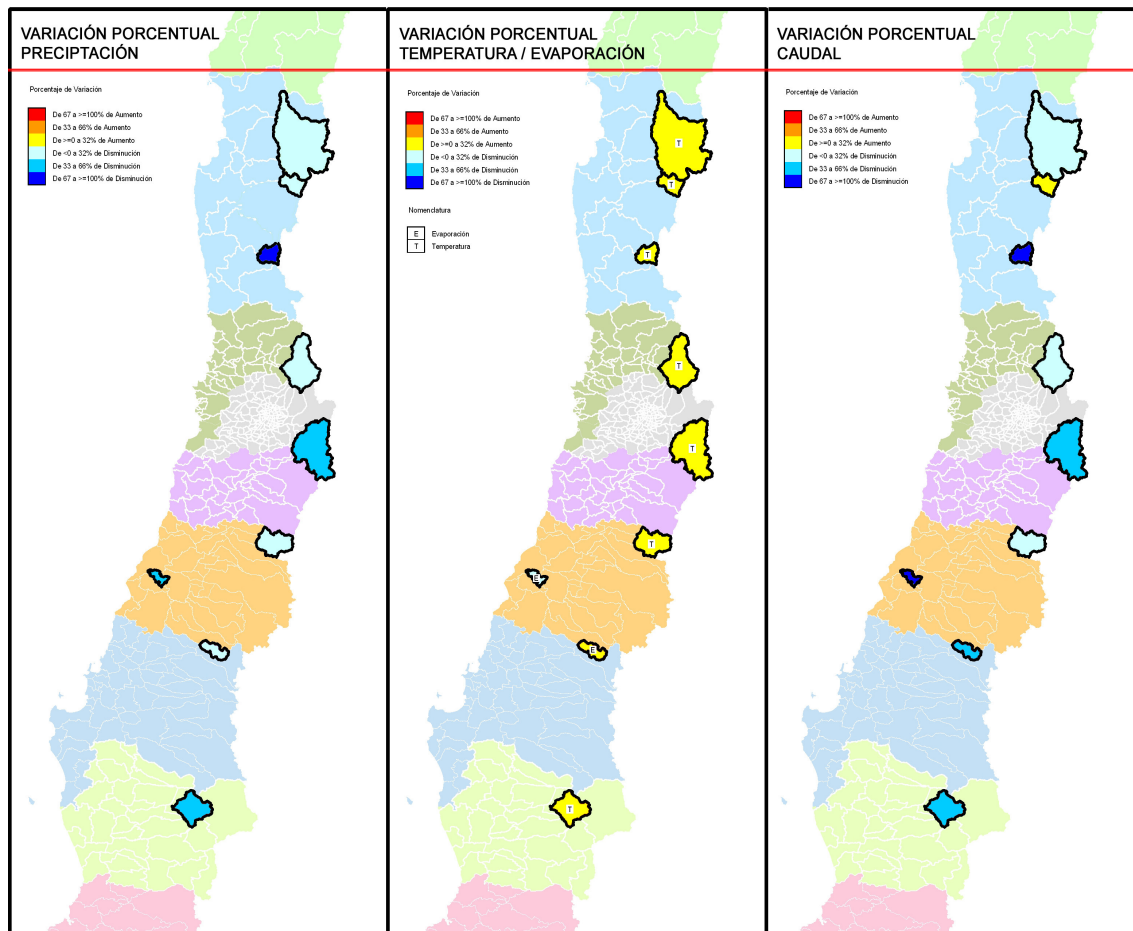 VARIACIÓN PORCENTUAL
PRECIPTACIÓN
Porcentaje de Variación
De 67 a >=100% de Aumento
De 33 a 66% de Aumento
De >=0 a 32% de Aumento
De <0 a 32% de Disminución
De 33 a 66% de Disminución
De 67 a >=100% de Disminución
VARIACIÓN PORCENTUAL
TEMPERATURA / EVAPORACIÓN
Porcentaje de Variación
De 67 a >=100% de Aumento
De 33 a 66% de Aumento
De >=0 a 32% de Aumento
De <0 a 32% de Disminución
De 33 a 66% de Disminución
De 67 a >=100% de Disminución
Nomenclatura
E Evaporación
T Temperatura
T
T
T
T
T
T
E
E
T
VARIACIÓN PORCENTUAL
CAUDAL
Porcentaje de Variación
De 67 a >=100% de Aumento
De 33 a 66% de Aumento
De >=0 a 32% de Aumento
De <0 a 32% de Disminución
De 33 a 66% de Disminución
De 67 a >=100% de Disminución